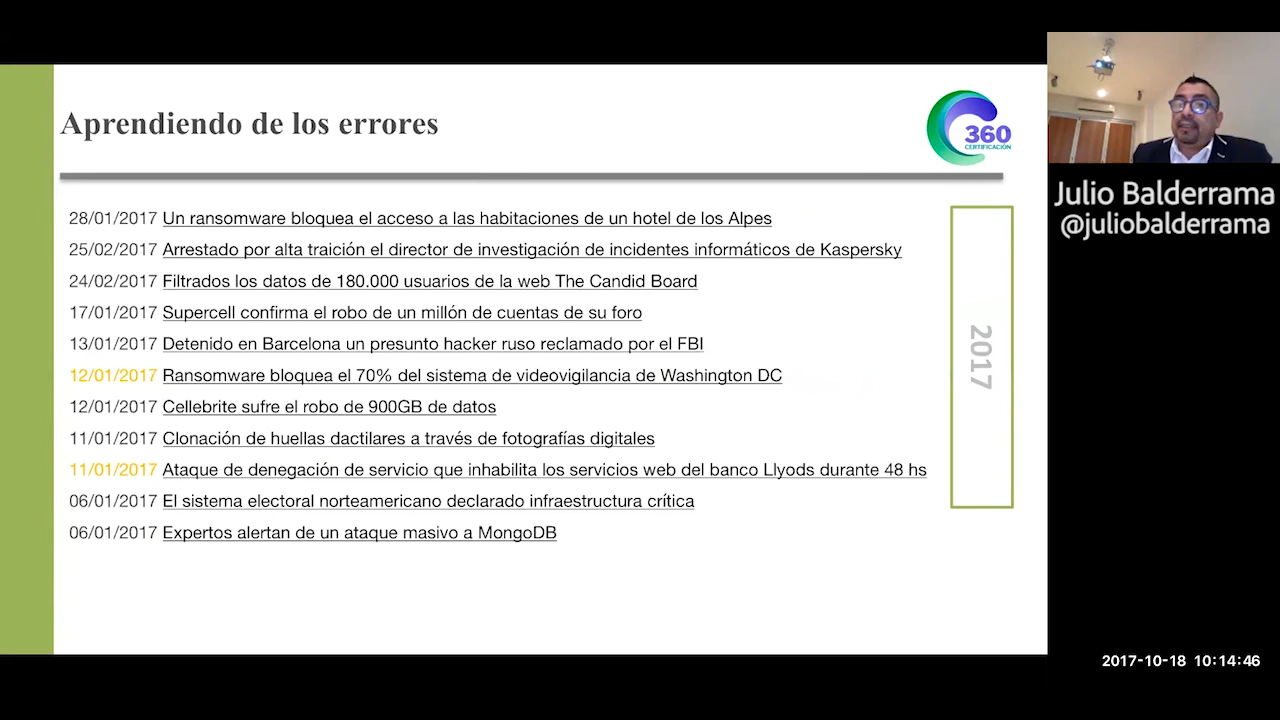 Aprendiendo de los errores
360
CERTIFICACIÓN
28/01/2017 Un ransomware bloquea el acceso a las habitaciones de un hotel de los Alpes
25/02/2017 Arrestado por alta traición el director de investigación de incidentes informáticos de Kaspersky
24/02/2017 Filtrados los datos de 180.000 usuarios de la web The Candid Board
17/01/2017 Supercell confirma el robo de un millón de cuentas de su foro
13/01/2017 Detenido en Barcelona un presunto hacker ruso reclamado por el FBI
12/01/2017 Ransomware bloquea el 70% del sistema de videovigilancia de Washington DC
12/01/2017 Cellebrite sufre el robo de 900GB de datos
11/01/2017 Clonación de huellas dactilares a través de fotografías digitales
11/01/2017 Ataque de denegación de servicio que inhabilita los servicios web del banco Llyods durante 48 hs
06/01/2017 El sistema electoral norteamericano declarado infraestructura crítica
06/01/2017 Expertos alertan de un ataque masivo a MongoDB
2017
Julio Balderrama
@juliobalderrama
2017-10-18 10:14:46